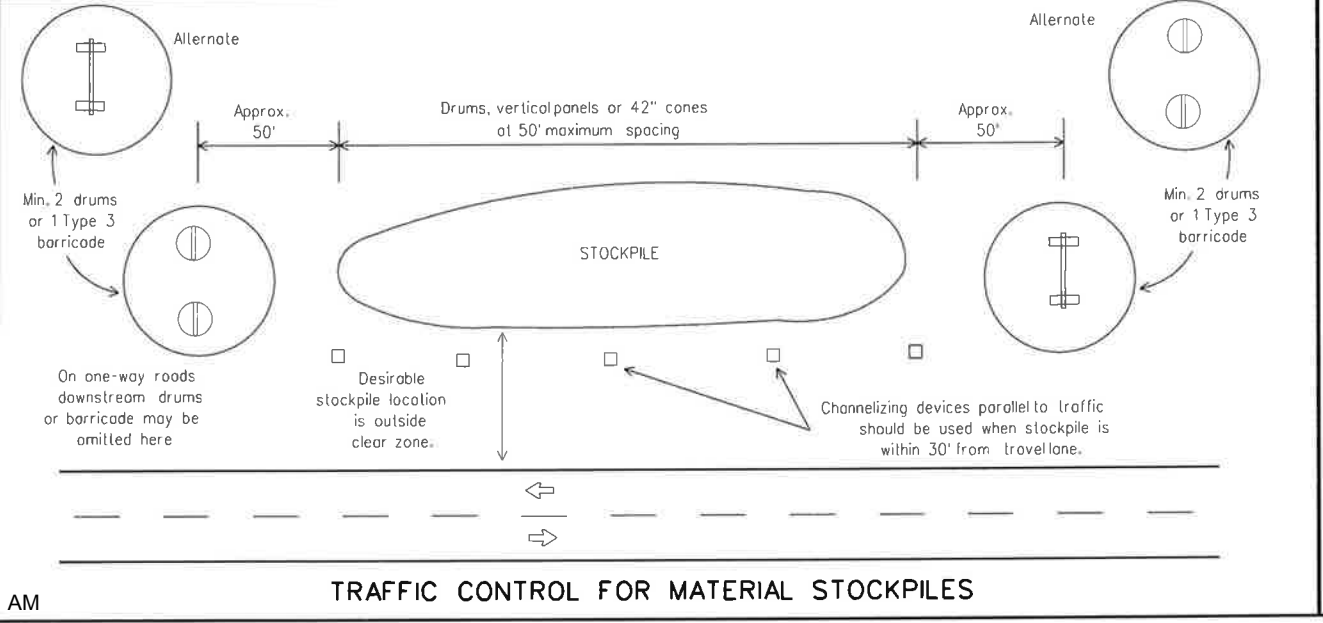 Alternate
Alternate
Approx.
50'
Drums, vertical panels or 42" cones
at 50' maximum spacing
Approx.
50'
Min. 2 drums
or 1 Type 3
barricade
Min. 2 drums
or 1 Type 3
barricade
STOCKPILE
On one-way roads
downstream drums
or barricade may be
omitted here
Desirable
stockpile location
is outside
clear zone.
Channelizing devices parallel to traffic
should be used when stockpile is
within 30' from travel lane.
TRAFFIC CONTROL FOR MATERIAL STOCKPILES
AM